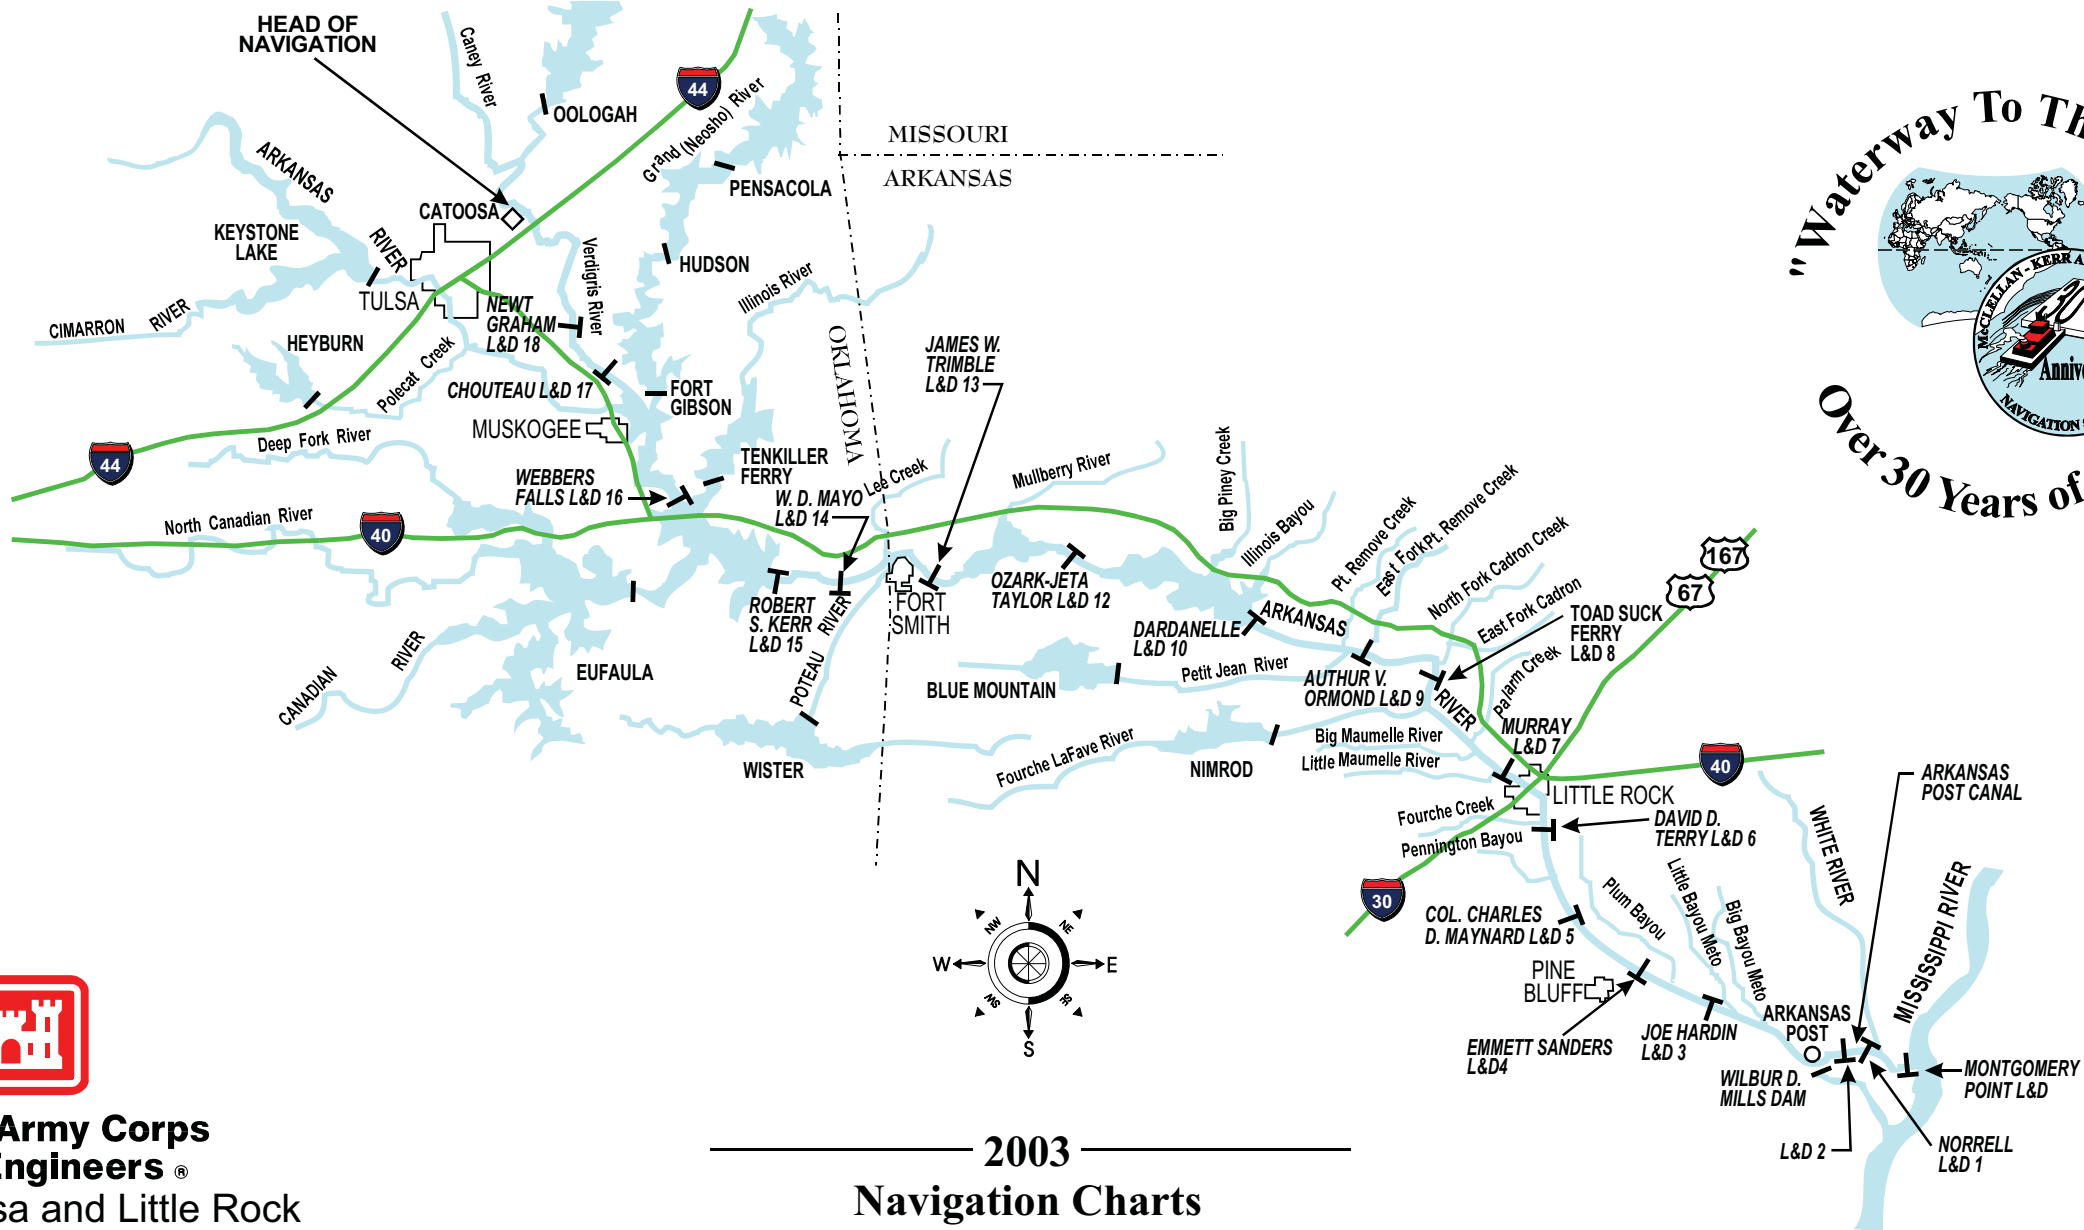 HEAD OF
NAVIGATION
Caney River
OOLOGAH
44
Grand (Neosho) River
PENSACOLA
MISSOURI
ARKANSAS
"Waterway To
McCLELLAN - KERR
30
NAVIGATION
Over 30 Years of
ARKANSAS
RIVER
KEYSTONE
LAKE
CATOOSA
TULSA
CIMARRON RIVER
HEYBURN
Polecat Creek
NEWT
GRAHAM
L&D 18
Verdigris River
HUDSON
Illinois River
OKLAHOMA
CHOUTEAU L&D 17
FORT
GIBSON
MUSKOGEE
44
Deep Fork River
North Canadian River
40
WEBBERS
FALLS L&D 16
TENKILLER
FERRY
W. D. MAYO
L&D 14
Lee Creek
JAMES W.
TRIMBLE
L&D 13
Mullberry River
Big Piney Creek
Illinois Bayou
Pt. Remove Creek
East Fork Pt. Remove Creek
North Fork Cadron Creek
East Fork Cadron
TOAD SUCK
FERRY
L&D 8
Palarm Creek
167
67
ROBERT
S. KERR
L&D 15
POTEAU RIVER
FORT
SMITH
OZARK-JETA
TAYLOR L&D 12
DARDANELLE
L&D 10
ARKANSAS
RIVER
AUTHUR V.
ORMOND L&D 9
Petit Jean River
BLUE MOUNTAIN
CANADIAN RIVER
EUFAULA
WISTER
Fourche LaFave River
NIMROD
Big Maumelle River
Little Maumelle River
MURRAY
L&D 7
40
LITTLE ROCK
Fourche Creek
Pennington Bayou
DAVID D.
TERRY L&D 6
30
COL. CHARLES
D. MAYNARD L&D 5
Plum Bayou
Little Bayou Meto
Big Bayou Meto
WHITE RIVER
MISSISSIPPI RIVER
ARKANSAS
POST CANAL
PINE
BLUFF
EMMETT SANDERS
L&D4
JOE HARDIN
L&D 3
ARKANSAS
POST
WILBUR D.
MILLS DAM
L&D 2
NORRELL
L&D 1
MONTGOMERY
POINT L&D
N
NW
NE
W
E
SW
S
Army Corps
Engineers ®
and Little Rock
2003
Navigation Charts